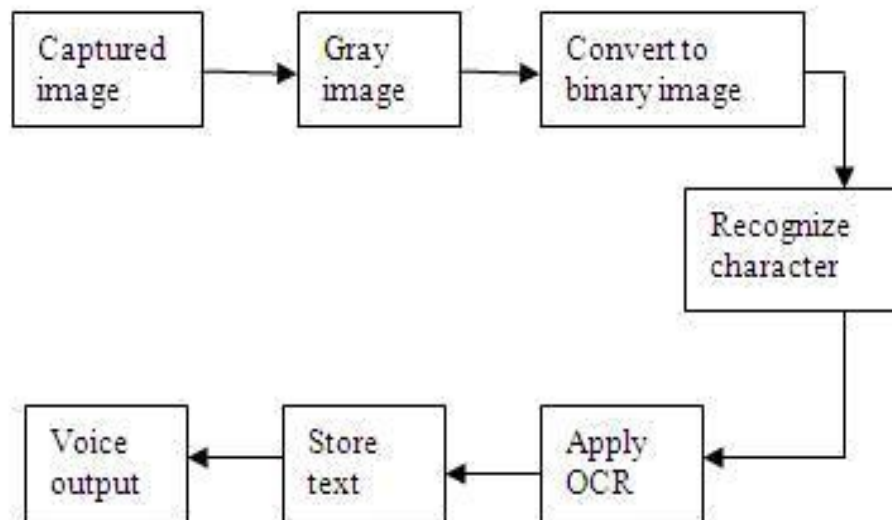 Captured
image
Gray
image
Convert to
binary image
Recognize
character
Apply
OCR
Store
text
Voice
output